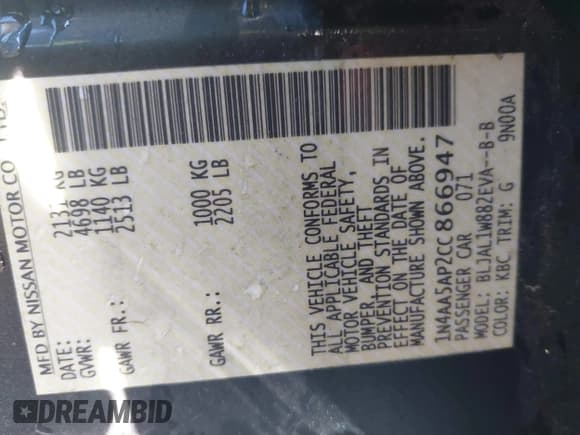 MFD BY NISSAN MOTOR CO
DATE:
GVWR: 2131 KG
4698 LB
GAWR FR.: 1140 KG
2513 LB
GAWR RR.: 1000 KG
2205 LB
THIS VEHICLE CONFORMS TO
ALL APPLICABLE FEDERAL
MOTOR VEHICLE SAFETY,
BUMPER, AND THEFT
PREVENTION STANDARDS IN
EFFECT ON THE DATE OF
MANUFACTURE SHOWN ABOVE.
1N4AA5AP2CC866947
PASSENGER CAR 071
MODEL: BLJALIW882EVA--B-B
COLOR: KBC TRIM: G 9N00A
DREAMBID